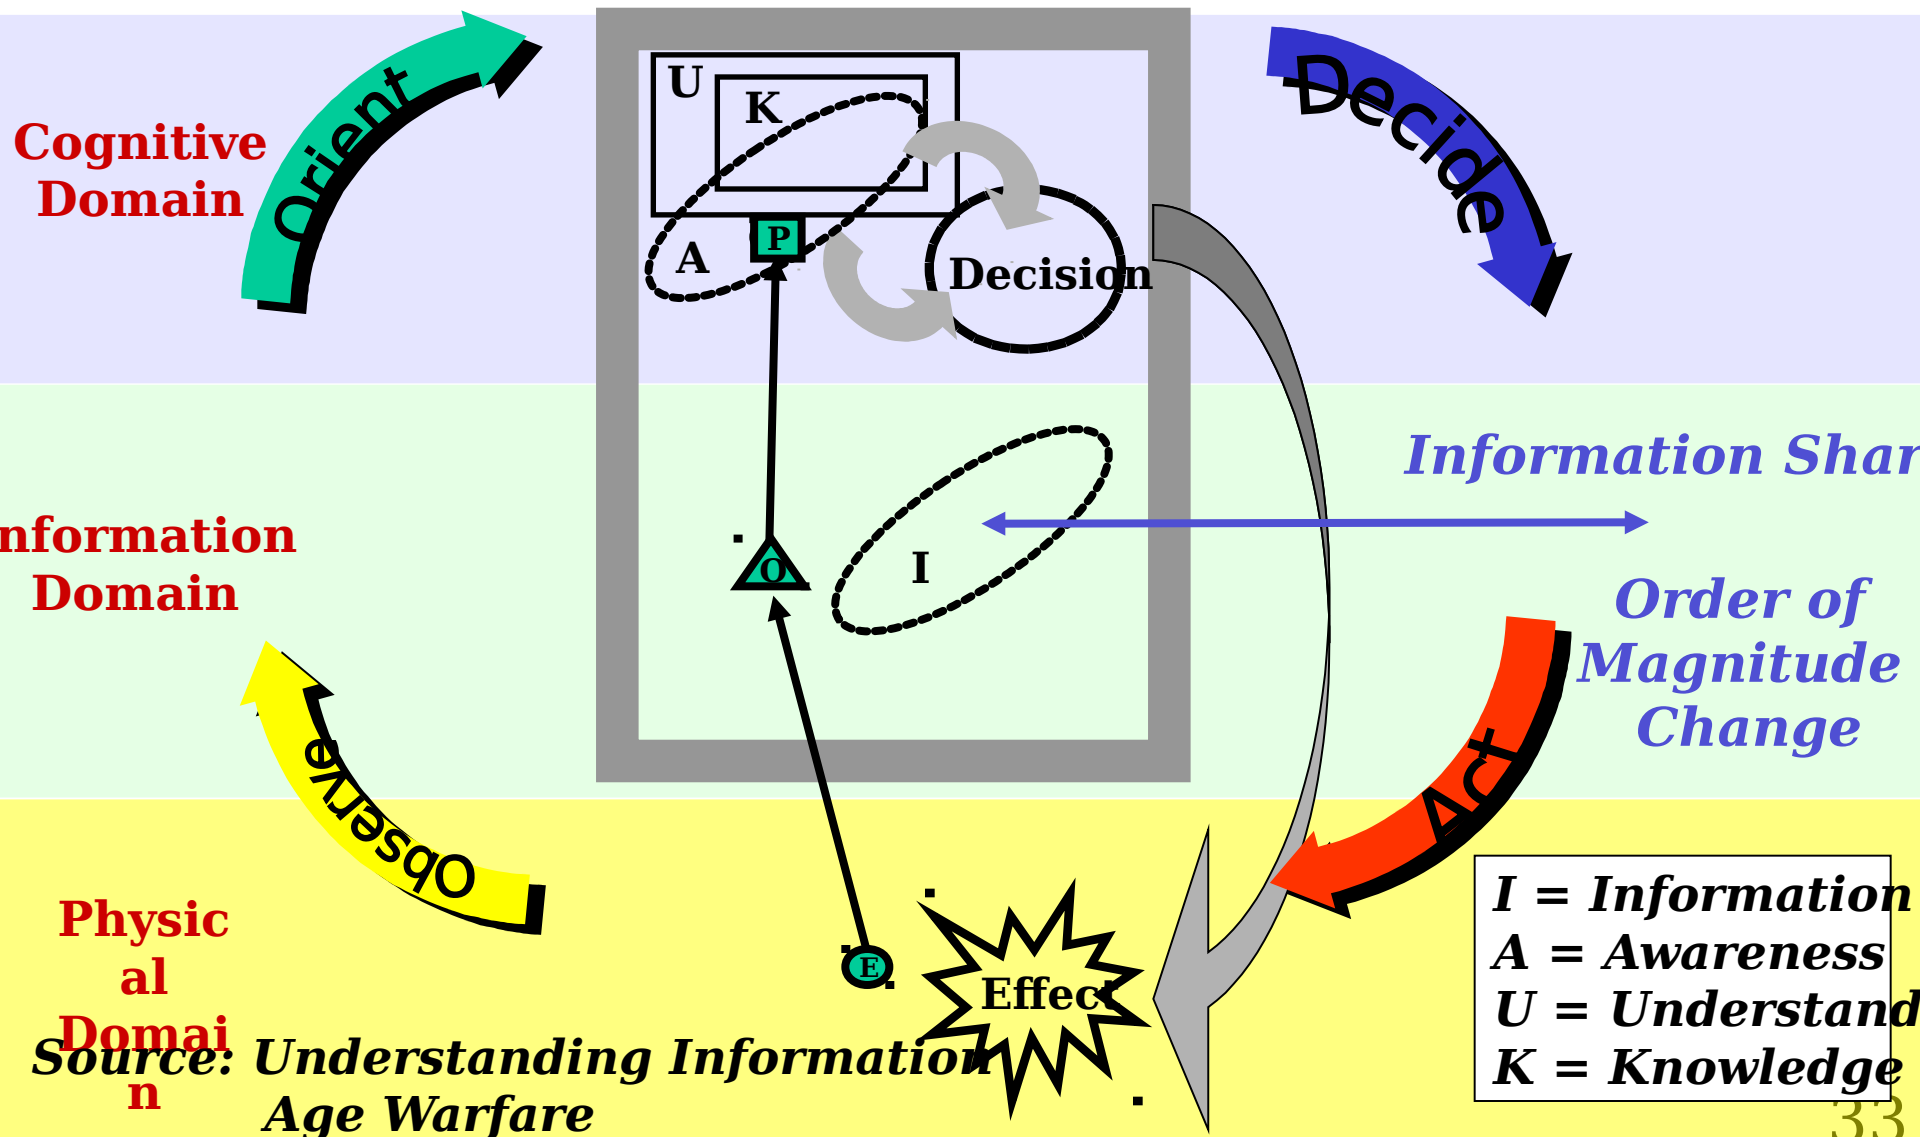 Orient
Decide
U
K
Cognitive
Domain
P
A
Decision
Information Shar
nformation
Domain
O
I
Order of
Magnitude
Change
Observe
Act
I = Information
A = Awareness
U = Understand
K = Knowledge
Physic
al
Domai
n
E
Effect
Source: Understanding Information
Age Warfare
33